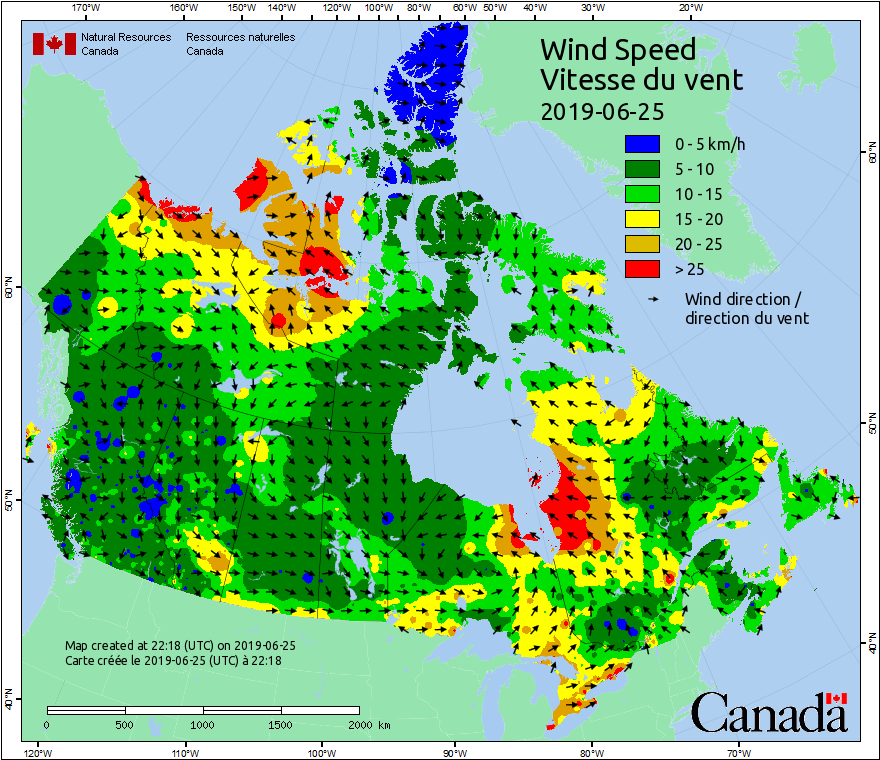 170°W 160°W 150°W 140°W 120°W 100°W 80°W 60°W 50°W 40°W 30°W 20°W
Natural Resources Ressources naturelles
Canada Canada
Wind Speed
Vitesse du vent
2019-06-25
0 - 5 km/h
5 - 10
10 - 15
15 - 20
20 - 25
> 25
Wind direction /
direction du vent
60°N
60°N
50°N
50°N
40°N
40°N
Map created at 22:18 (UTC) on 2019-06-25
Carte créée le 2019-06-25 (UTC) à 22:18
0 500 1000 1500 2000 km
Canada
120°W 110°W 100°W 90°W 80°W 70°W